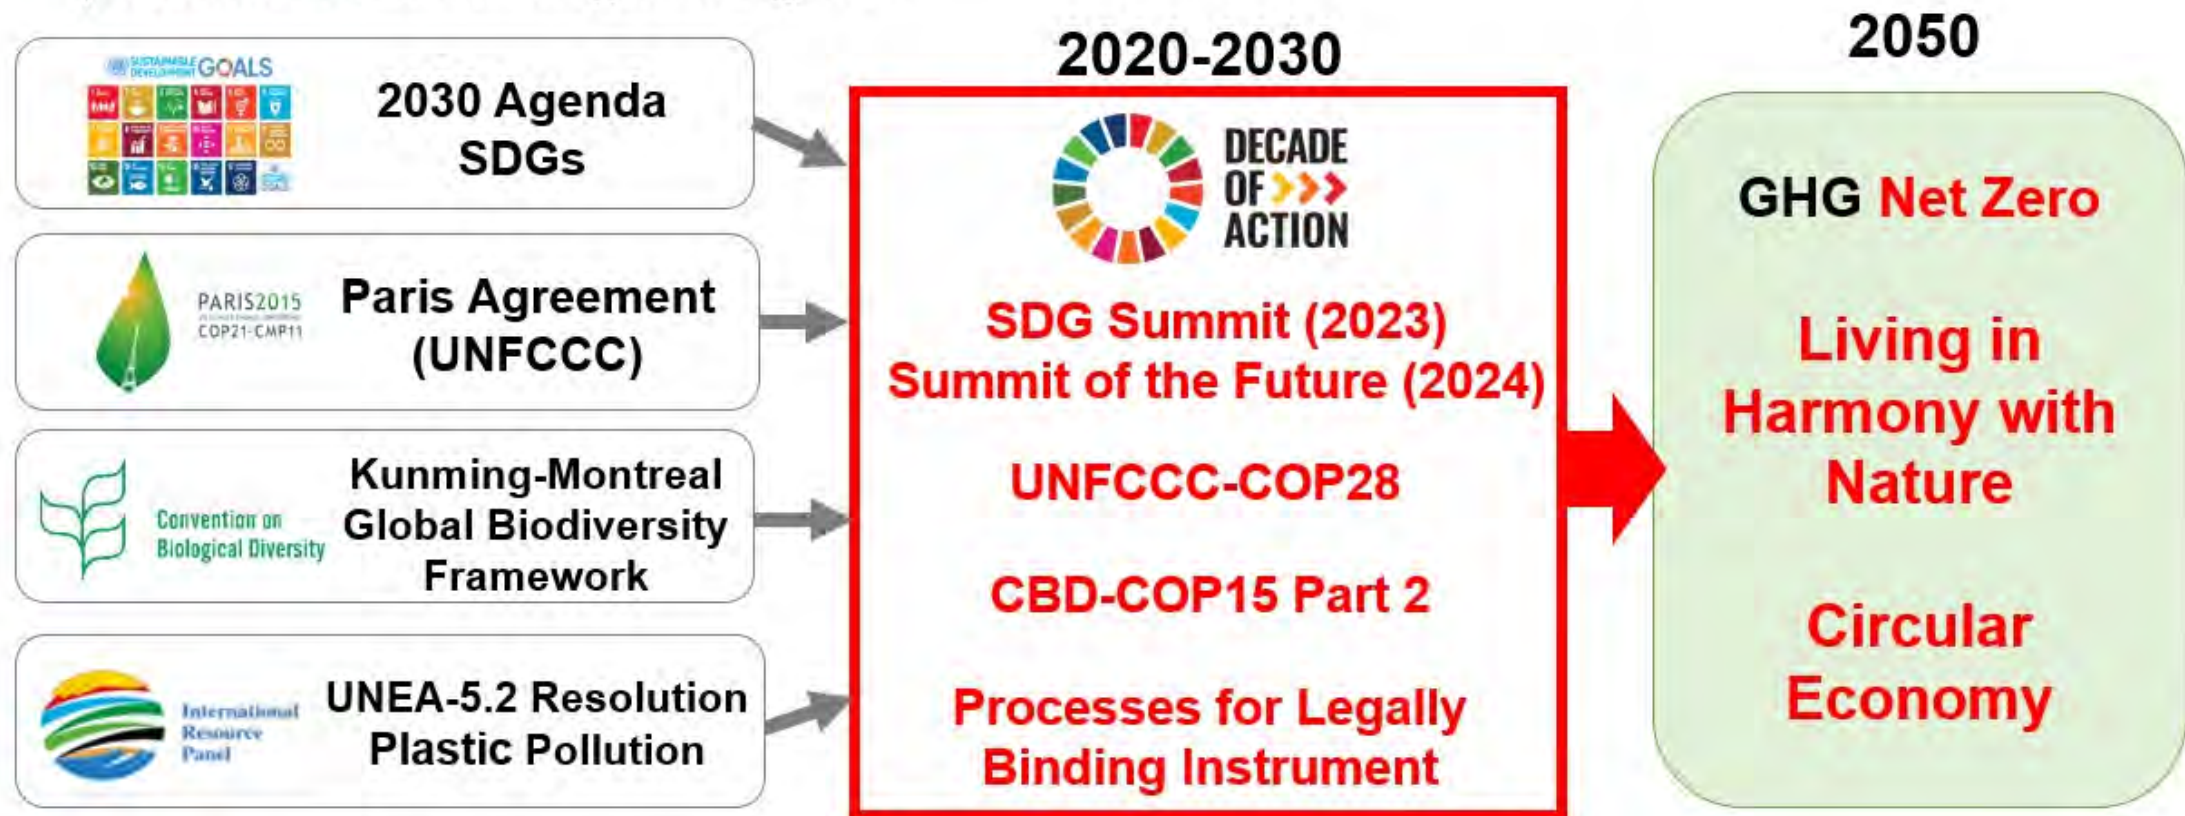 SUSTAINABLE
DEVELOPMENT GOALS
2030 Agenda
SDGs
PARIS2015
COP21·CMP11
Paris Agreement
(UNFCCC)
Convention on
Biological Diversity
Kunming-Montreal
Global Biodiversity
Framework
International
Resource
Panel
UNEA-5.2 Resolution
Plastic Pollution
2020-2030
DECADE
OF
ACTION
SDG Summit (2023)
Summit of the Future (2024)
UNFCCC-COP28
CBD-COP15 Part 2
Processes for Legally
Binding Instrument
2050
GHG Net Zero
Living in
Harmony with
Nature
Circular
Economy